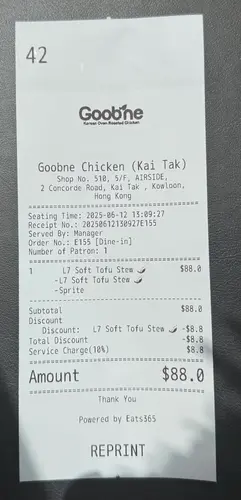 42
Goobne
Korean Oven Roasted Chicken
Goobne Chicken (Kai Tak)
Shop No. 510, 5/F, AIRSIDE,
2 Concorde Road, Kai Tak , Kowloon,
Hong Kong
Seating Time: 2025-06-12 13:09:27
Receipt No.: 20250612130927E155
Served By: Manager
Order No.: E155 [Dine-in]
Number of Patron: 1
1 L7 Soft Tofu Stew 🌶 $88.0
-L7 Soft Tofu Stew 🌶
-Sprite
Subtotal $88.0
Discount
Discount: L7 Soft Tofu Stew 🌶 -$8.8
Total Discount -$8.8
Service Charge(10%) $8.8
Amount $88.0
Thank You
Powered by Eats365
REPRINT